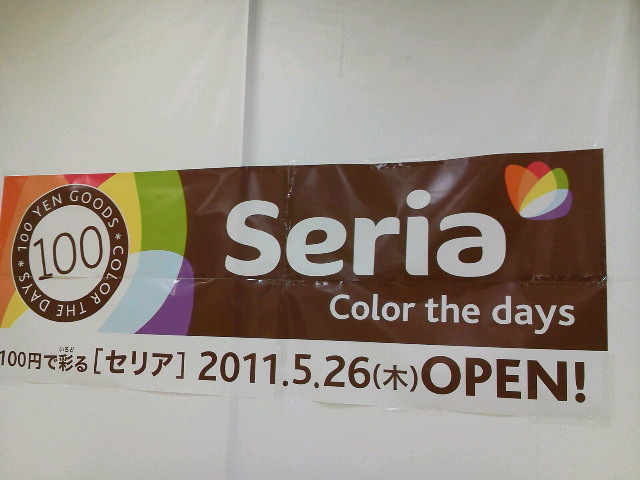 100 YEN GOODS * COLOR THE DAYS *
100
Seria
Color the days
100円で彩る[セリア] 2011.5.26(木)OPEN!
いろど